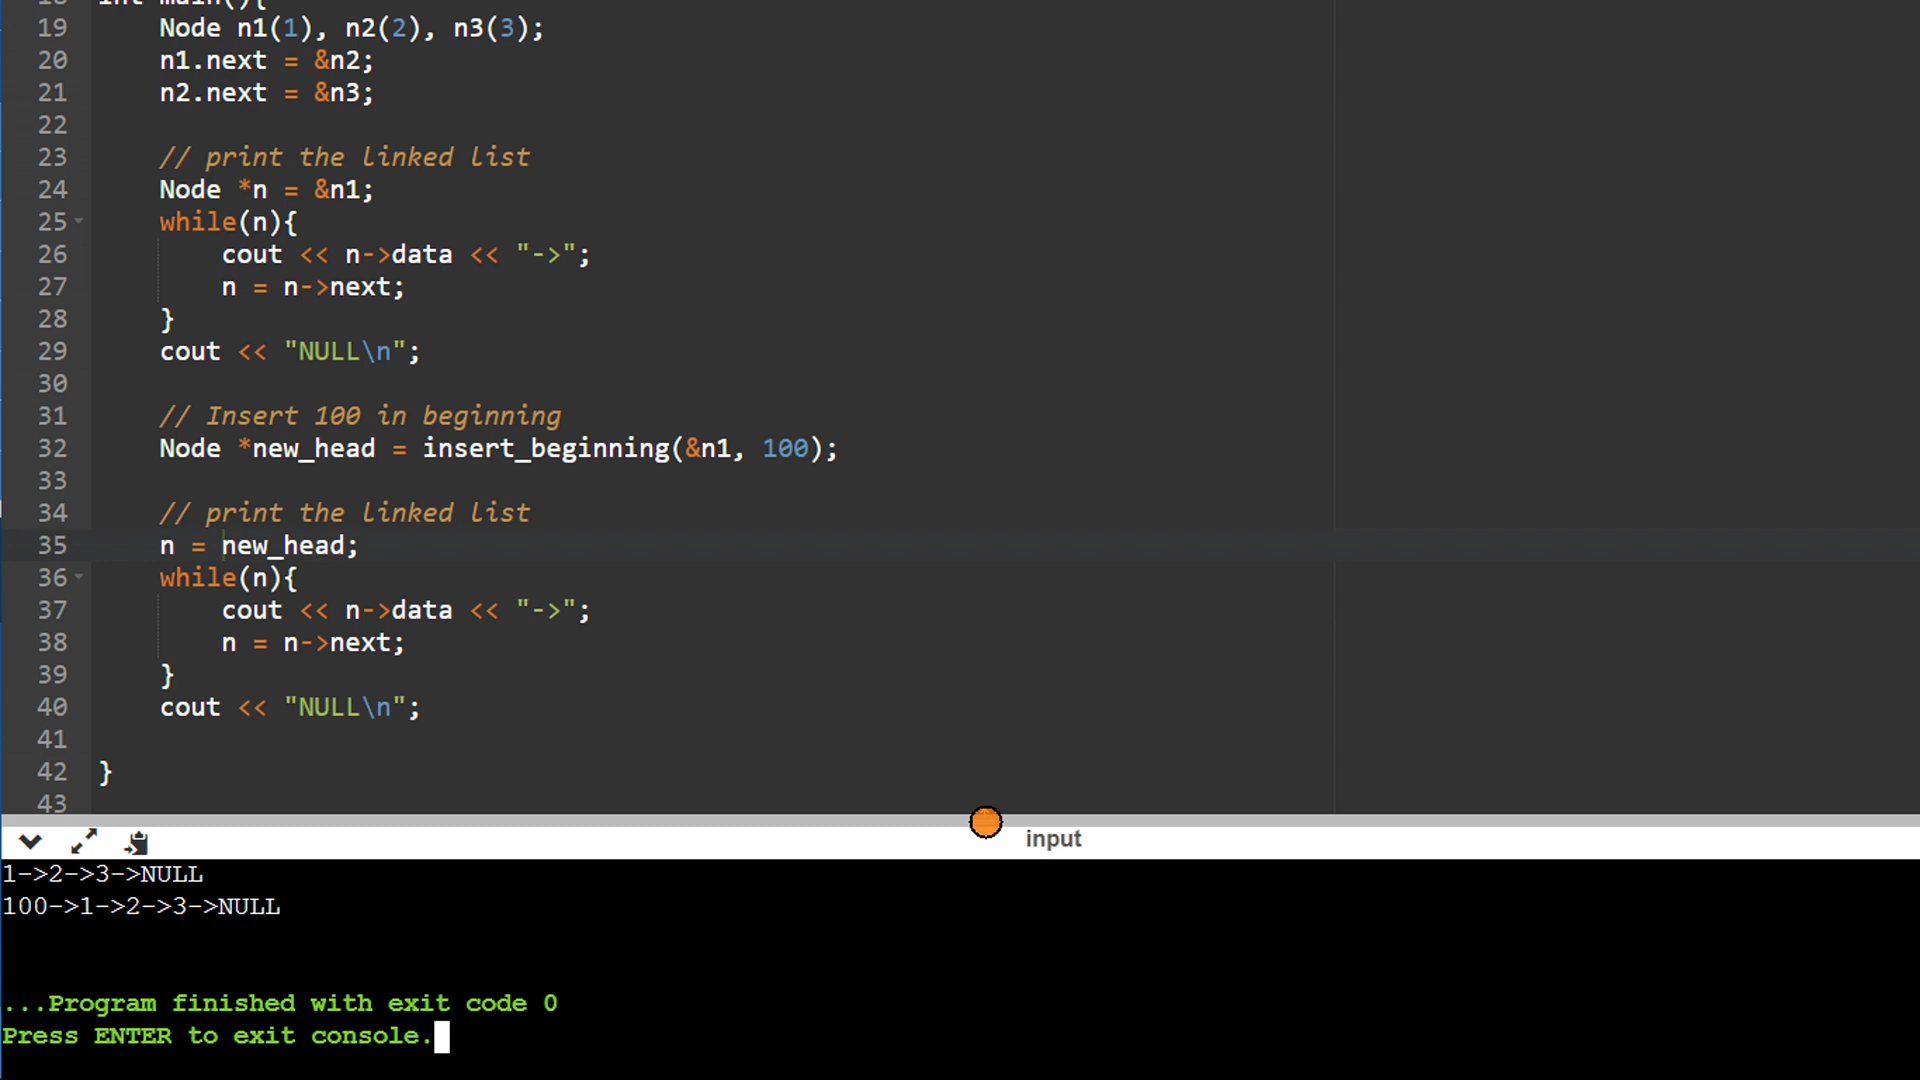 18 int main(){
19     Node n1(1), n2(2), n3(3);
20     n1.next = &n2;
21     n2.next = &n3;
22
23     // print the linked list
24     Node *n = &n1;
25     while(n){
26         cout << n->data << "->";
27         n = n->next;
28     }
29     cout << "NULL\n";
30
31     // Insert 100 in beginning
32     Node *new_head = insert_beginning(&n1, 100);
33
34     // print the linked list
35     n = new_head;
36     while(n){
37         cout << n->data << "->";
38         n = n->next;
39     }
40     cout << "NULL\n";
41
42 }
43
input
1->2->3->NULL
100->1->2->3->NULL
...Program finished with exit code 0
Press ENTER to exit console.